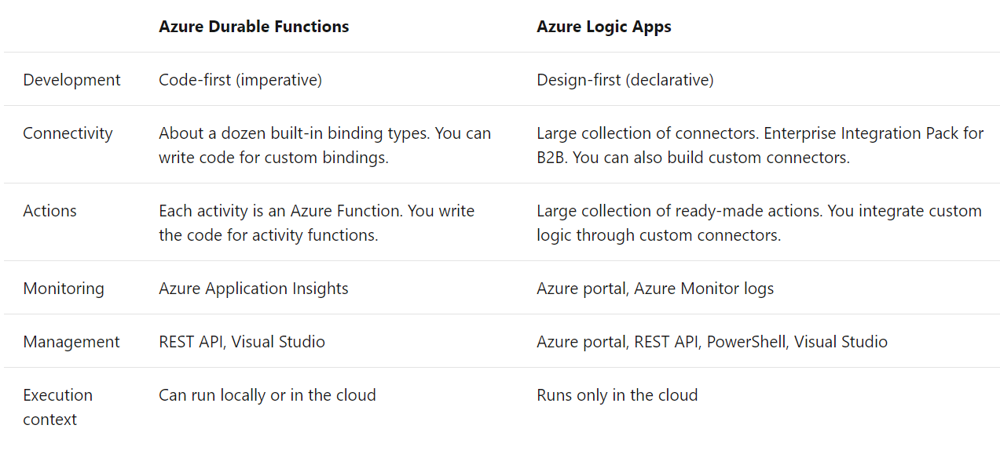 Azure Durable Functions
Azure Logic Apps
Development
Code-first (imperative)
Design-first (declarative)
Connectivity
About a dozen built-in binding types. You can
write code for custom bindings.
Large collection of connectors. Enterprise Integration Pack for
B2B. You can also build custom connectors.
Actions
Each activity is an Azure Function. You write
the code for activity functions.
Large collection of ready-made actions. You integrate custom
logic through custom connectors.
Monitoring
Azure Application Insights
Azure portal, Azure Monitor logs
Management
REST API, Visual Studio
Azure portal, REST API, PowerShell, Visual Studio
Execution
context
Can run locally or in the cloud
Runs only in the cloud